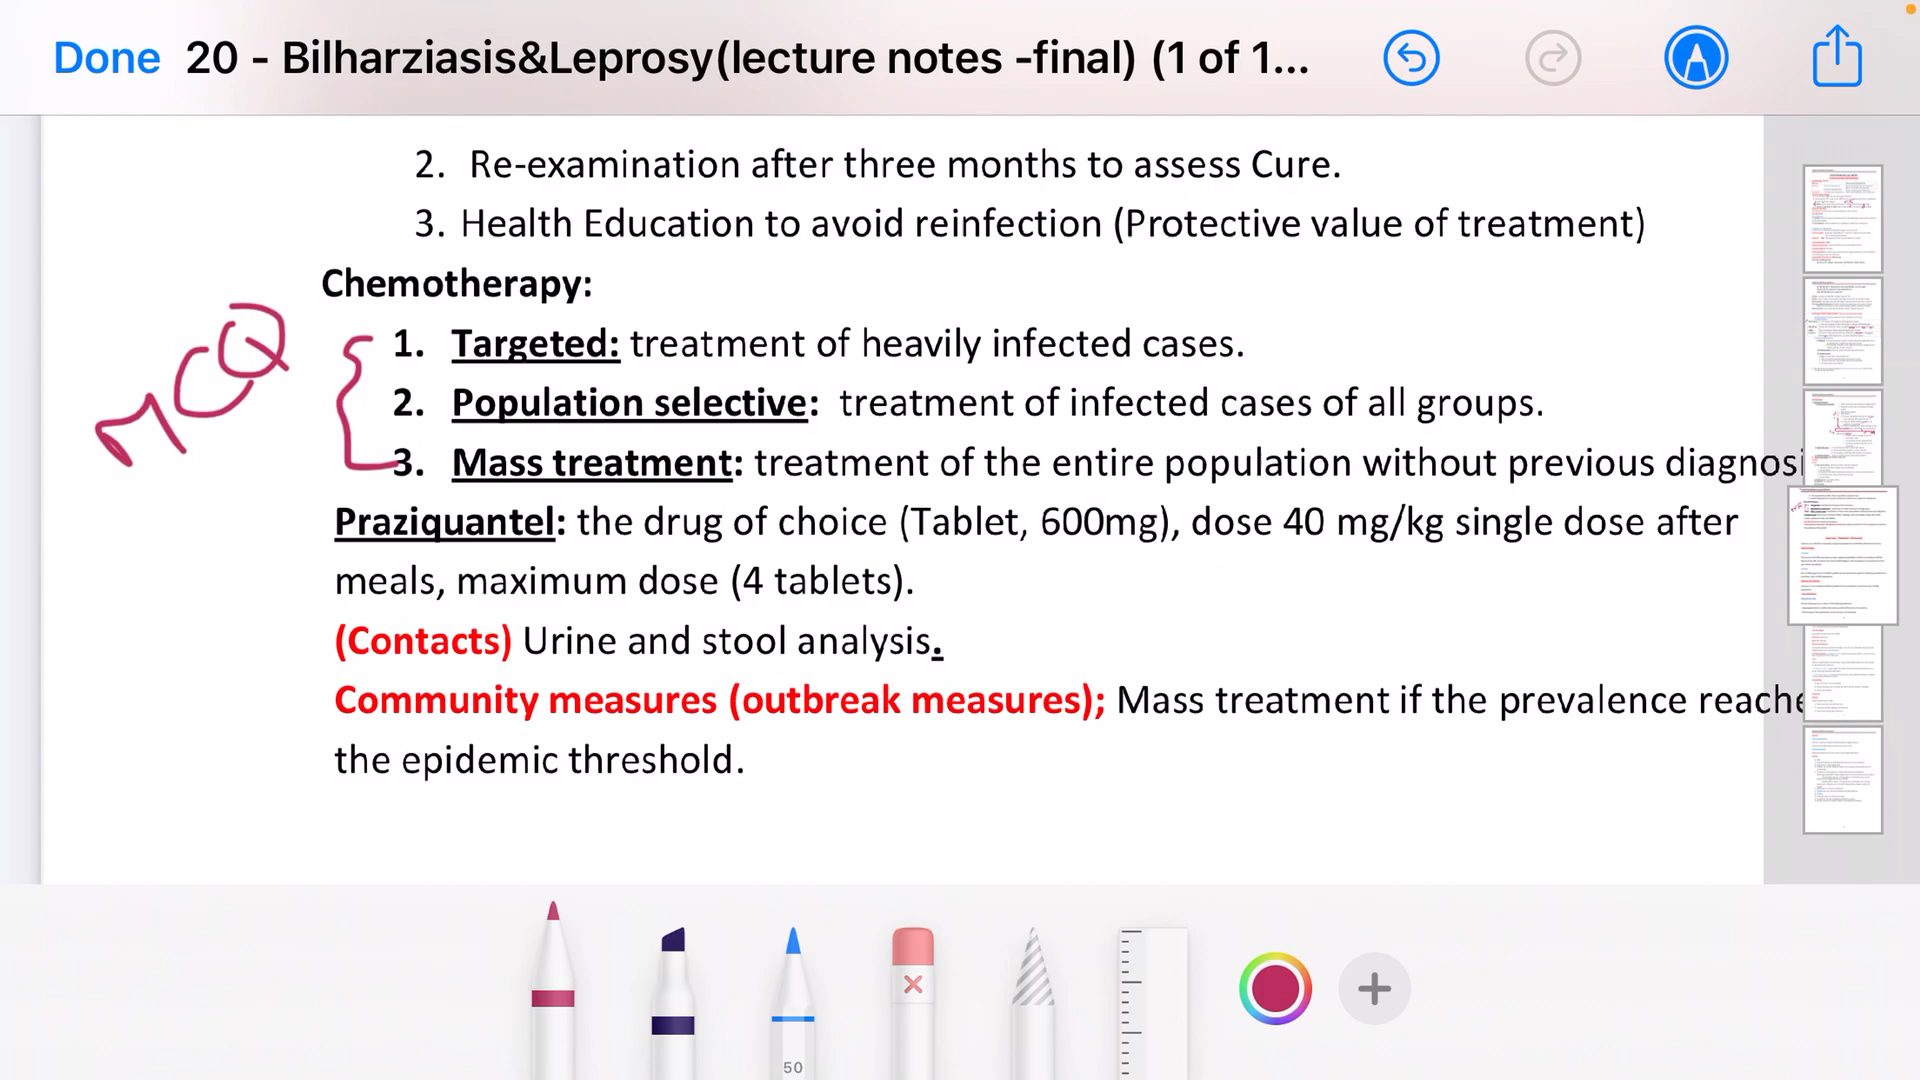 Done 20 - Bilharziasis&Leprosy(lecture notes -final) (1 of 1...
2. Re-examination after three months to assess Cure.
3. Health Education to avoid reinfection (Protective value of treatment)
Chemotherapy:
MCQ
1. Targeted: treatment of heavily infected cases.
2. Population selective: treatment of infected cases of all groups.
3. Mass treatment: treatment of the entire population without previous diagnosi
Praziquantel: the drug of choice (Tablet, 600mg), dose 40 mg/kg single dose after
meals, maximum dose (4 tablets).
(Contacts) Urine and stool analysis.
Community measures (outbreak measures); Mass treatment if the prevalence reache
the epidemic threshold.
50